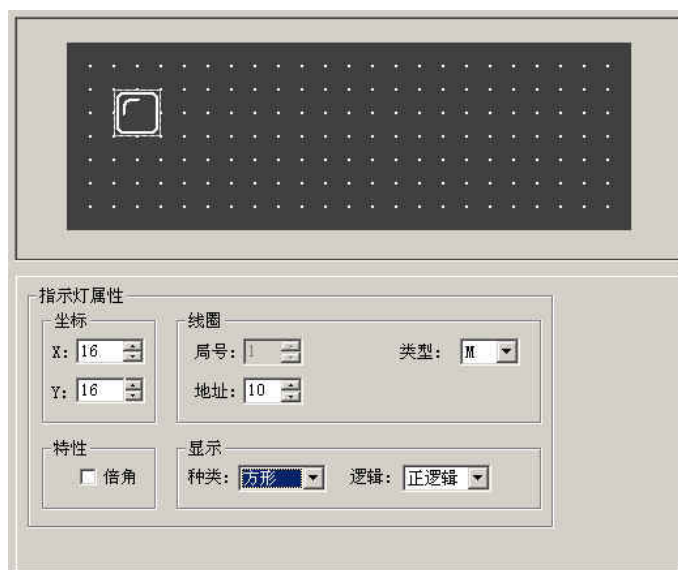 指示灯属性
坐标
线圈
X: 16
局号: 1
类型: M
Y: 16
地址: 10
特性
显示
倍角
种类: 方形
逻辑: 正逻辑